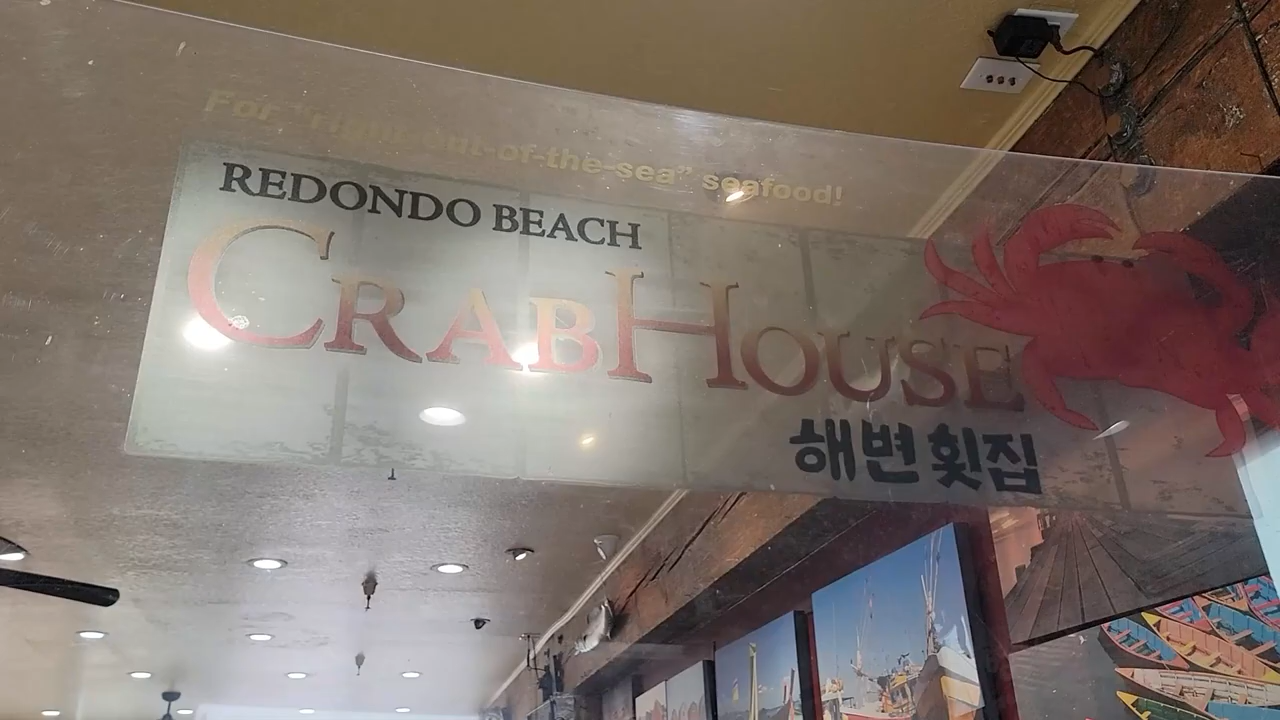 For "right-out-of-the-sea" seafood!
REDONDO BEACH
CRABHOUSE
해변횟집